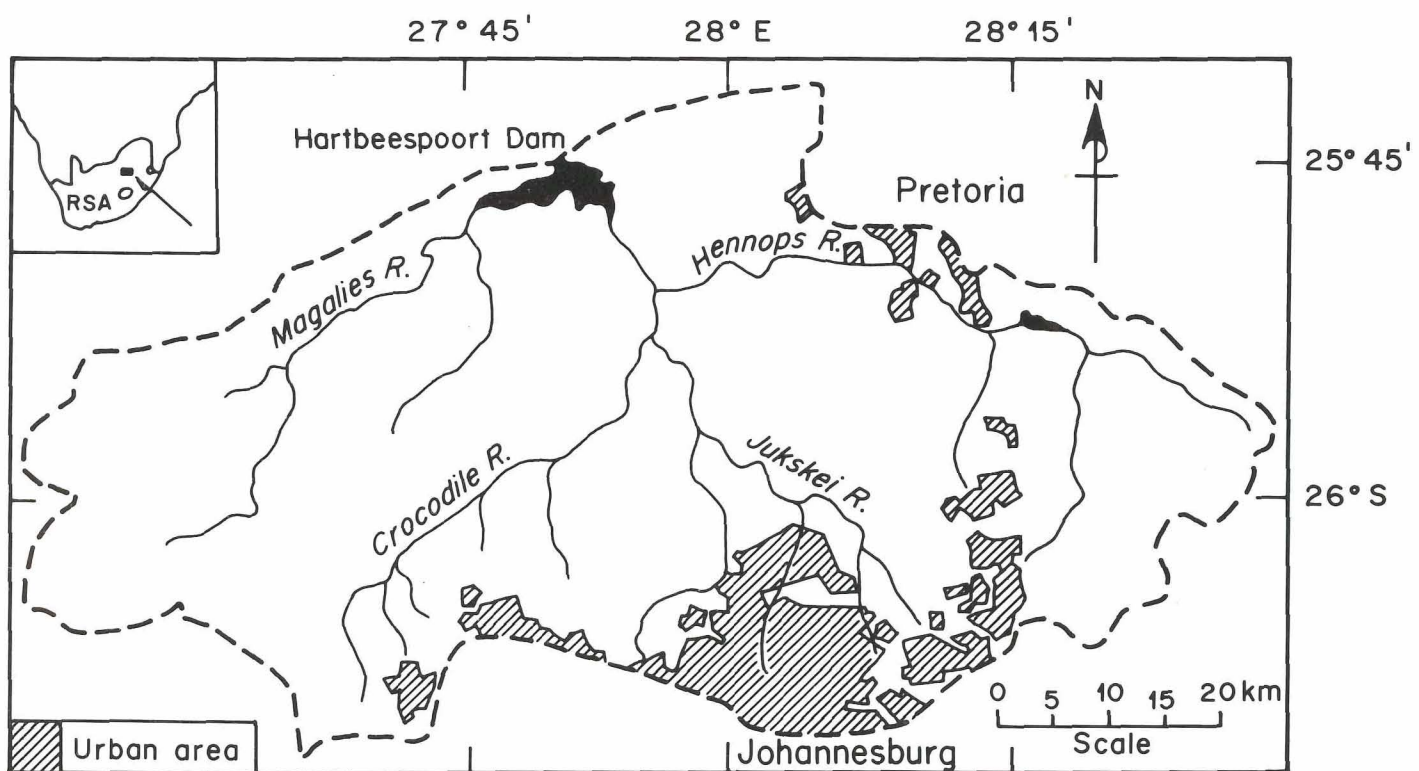 27° 45'
28° E
28° 15'
N
Hartbeespoort Dam
25° 45'
Pretoria
RSA
Hennops R.
Magalies R.
Jukskei R.
26° S
Crocodile R.
0 5 10 15 20 km
Scale
Urban area
Johannesburg